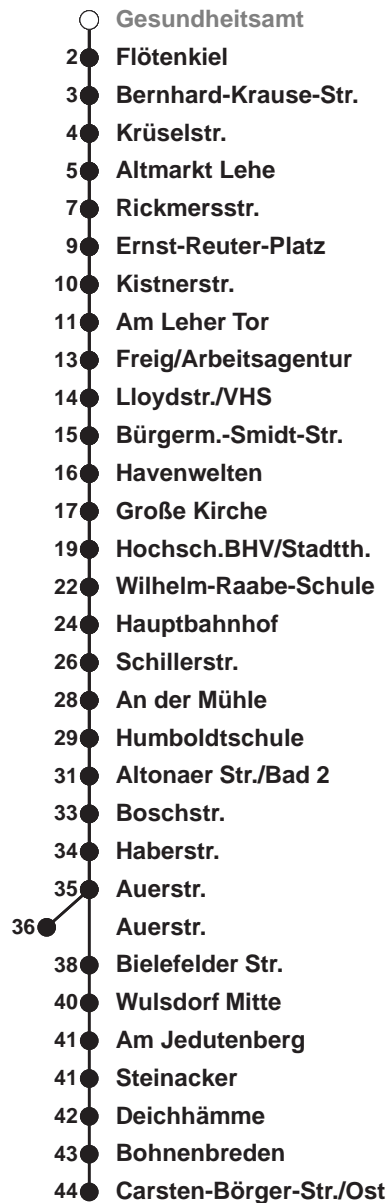 Gesundheitsamt
2 Flötenkiel
3 Bernhard-Krause-Str.
4 Krüselstr.
5 Altmarkt Lehe
7 Rickmersstr.
9 Ernst-Reuter-Platz
10 Kistnerstr.
11 Am Leher Tor
13 Freig/Arbeitsagentur
14 Lloydstr./VHS
15 Bürgerm.-Smidt-Str.
16 Havenwelten
17 Große Kirche
19 Hochsch.BHV/Stadtth.
22 Wilhelm-Raabe-Schule
24 Hauptbahnhof
26 Schillerstr.
28 An der Mühle
29 Humboldtschule
31 Altonaer Str./Bad 2
33 Boschstr.
34 Haberstr.
35 Auerstr.
36 Auerstr.
38 Bielefelder Str.
40 Wulsdorf Mitte
41 Am Jedutenberg
41 Steinacker
42 Deichhämme
43 Bohnenbreden
44 Carsten-Börger-Str./Ost